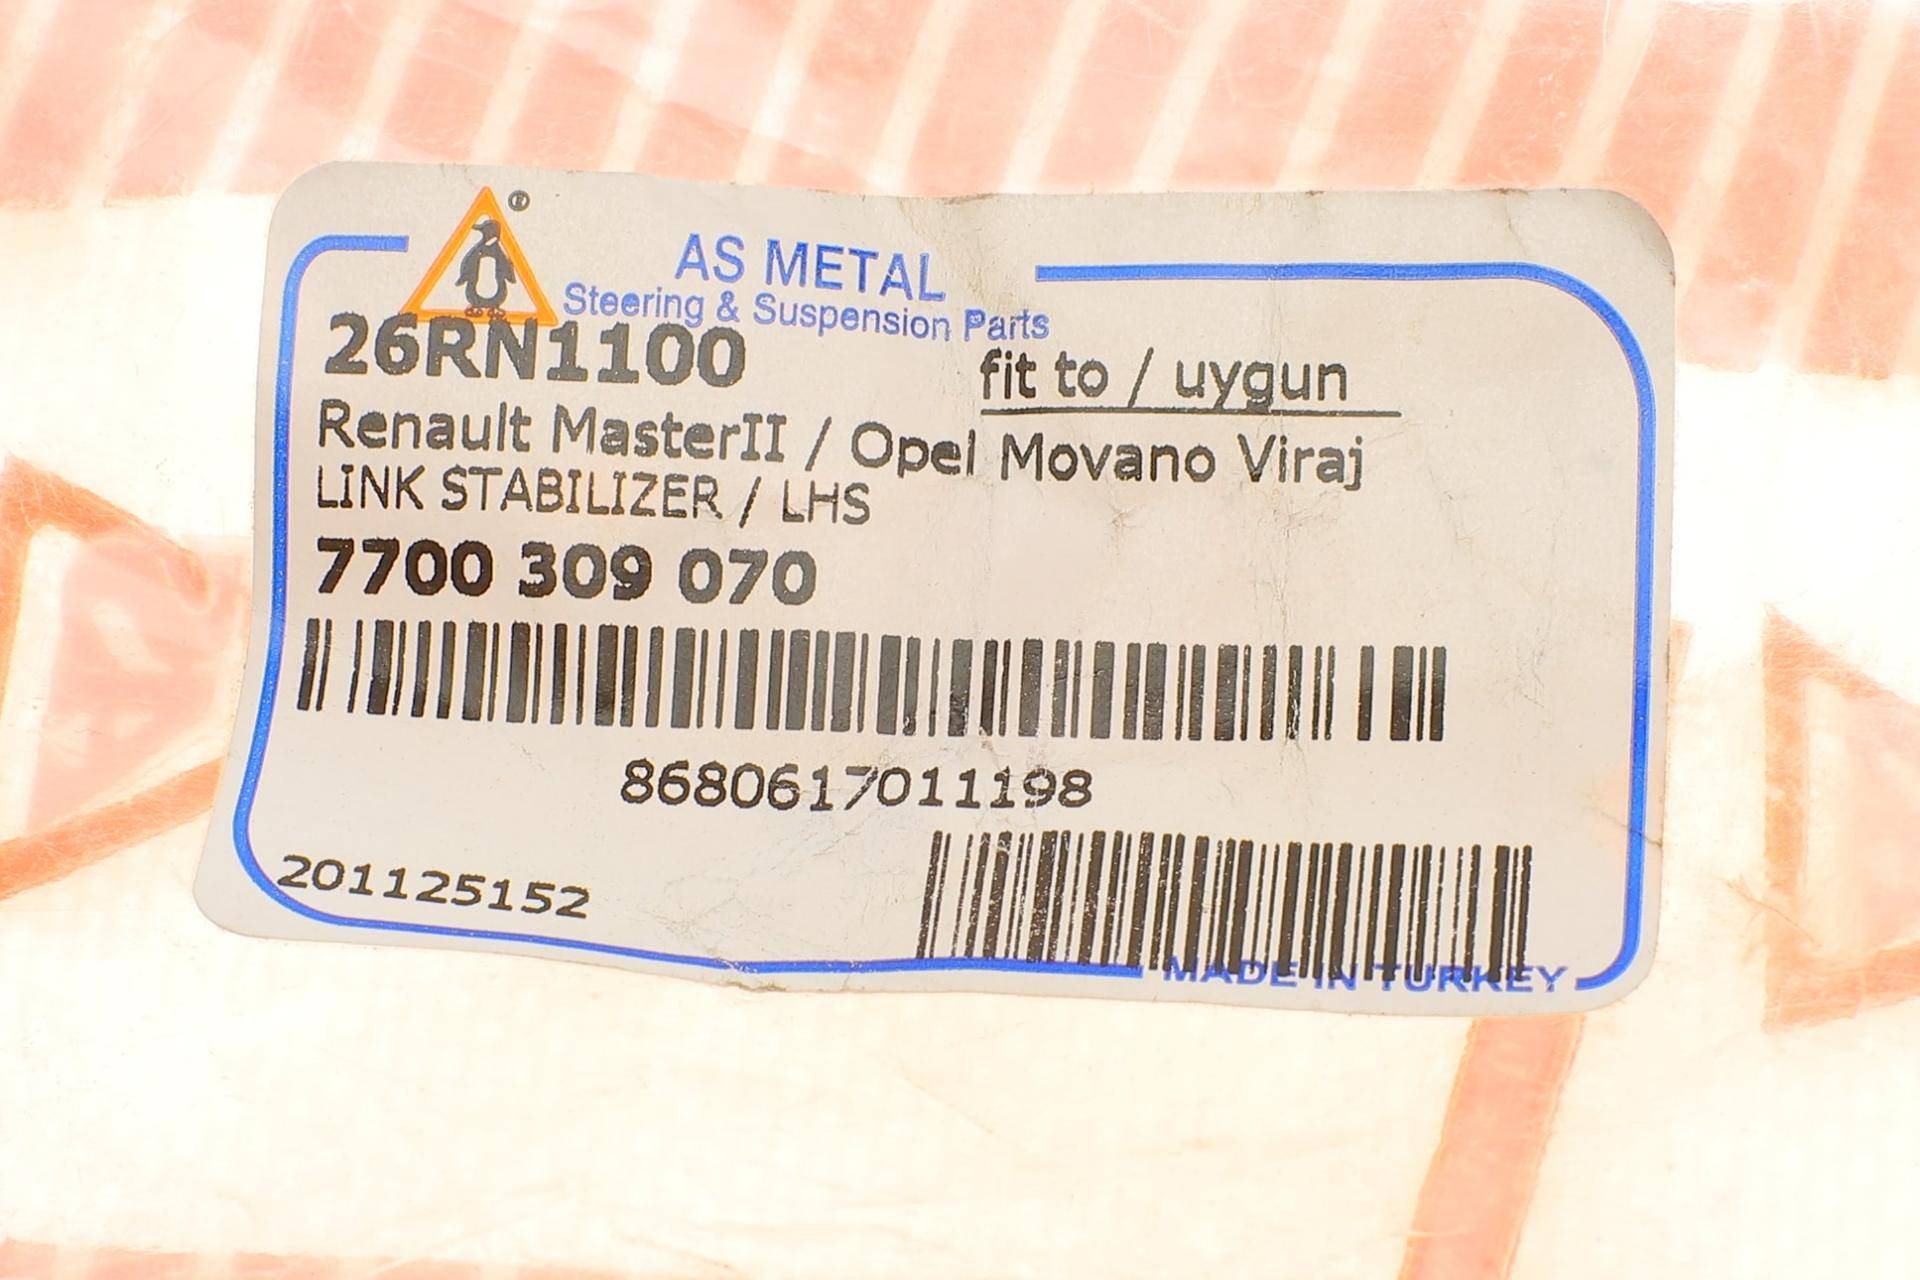 ®
AS METAL
Steering & Suspension Parts
26RN1100
fit to / uygun
Renault MasterII / Opel Movano Viraj
LINK STABILIZER / LHS
7700 309 070
8680617011198
201125152
MADE IN TURKEY